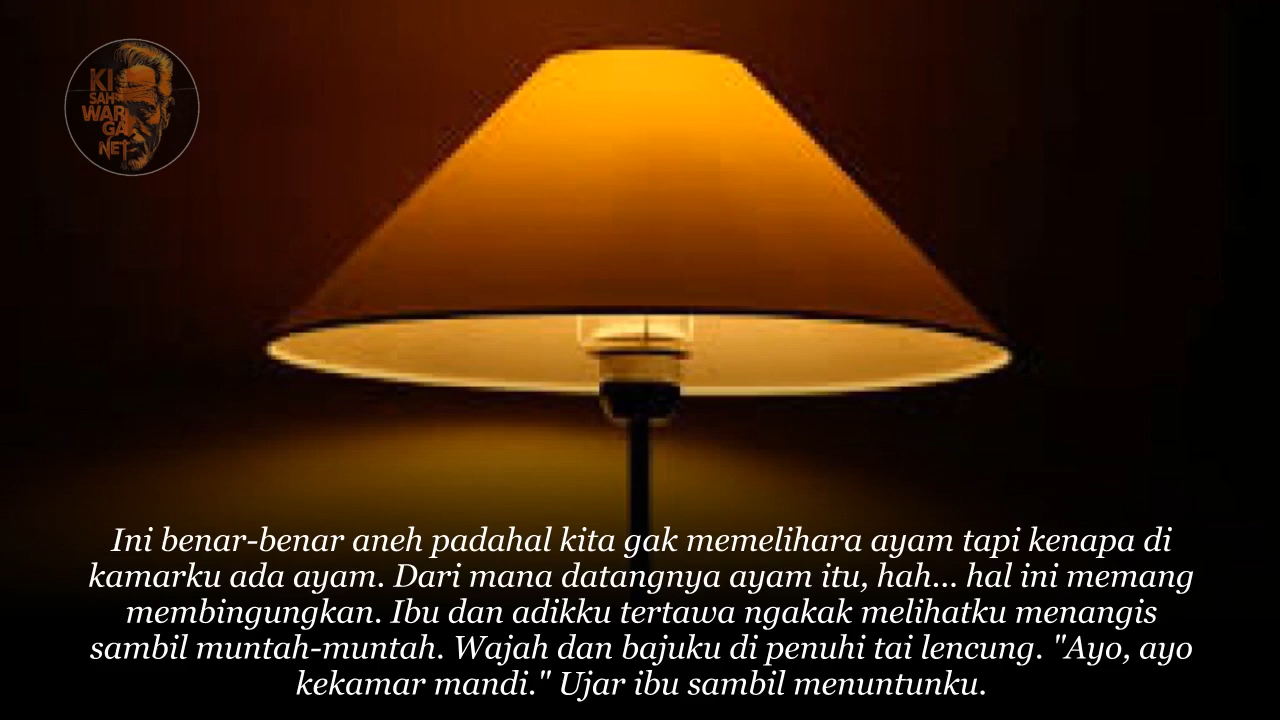 KI
SAH
WAR
GA
NET
Ini benar-benar aneh padahal kita gak memelihara ayam tapi kenapa di
kamarku ada ayam. Dari mana datangnya ayam itu, hah... hal ini memang
membingungkan. Ibu dan adikku tertawa ngakak melihatku menangis
sambil muntah-muntah. Wajah dan bajuku di penuhi tai lencung. "Ayo, ayo
kekamar mandi." Ujar ibu sambil menuntunku.